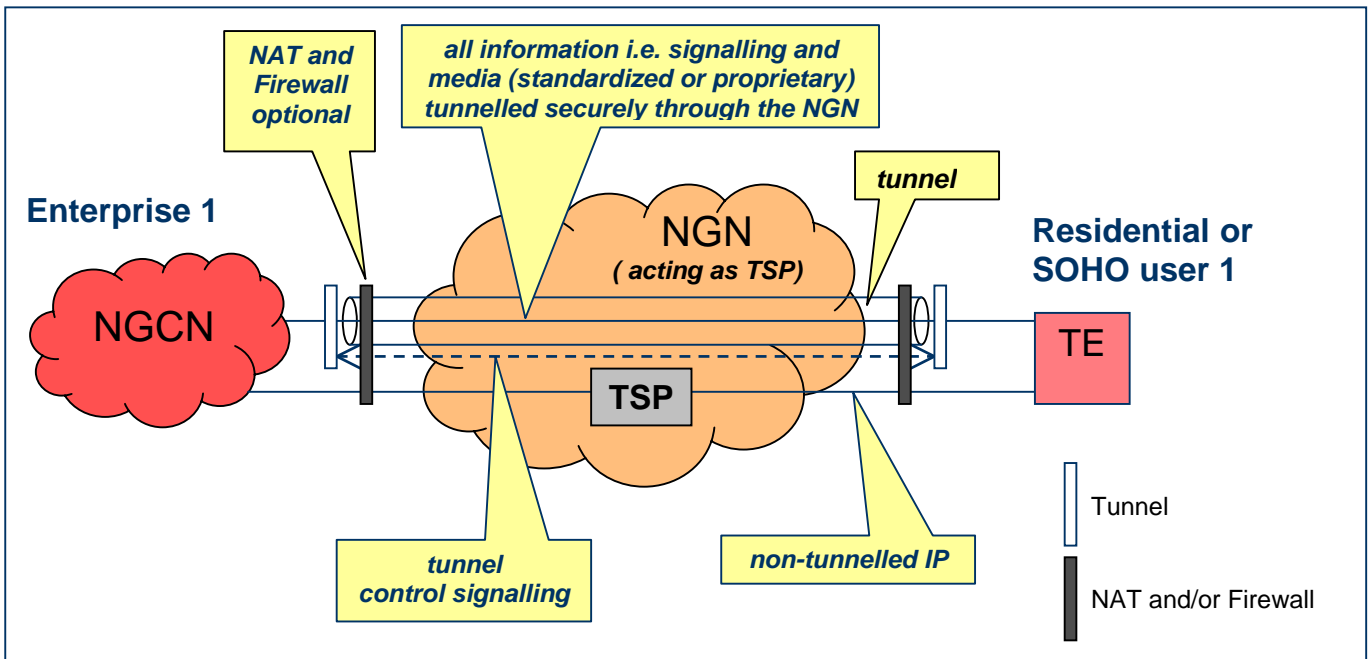 NAT and
Firewall
optional
all information i.e. signalling and
media (standardized or proprietary)
tunnelled securely through the NGN
tunnel
Enterprise 1
NGN
( acting as TSP)
Residential or
SOHO user 1
NGCN
TE
TSP
tunnel
control signalling
non-tunnelled IP
Tunnel
NAT and/or Firewall